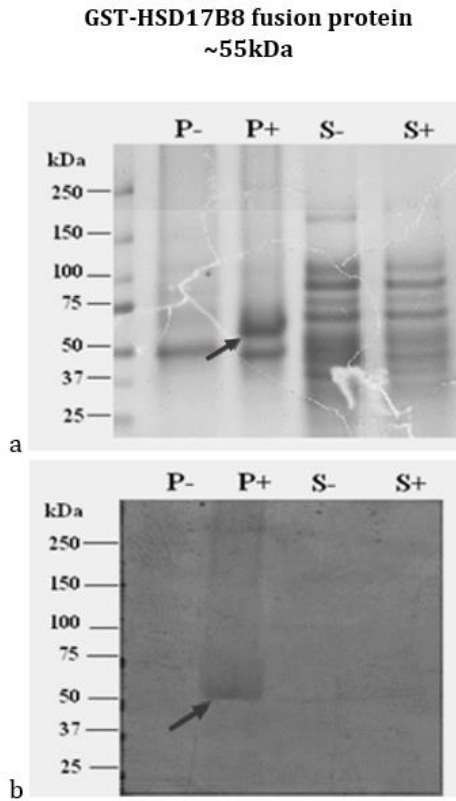 GST-HSD17B8 fusion protein
~55kDa
P- P+ S- S+
kDa
250
150
100
75
50
37
25
a
P- P+ S- S+
kDa
250
150
100
75
50
37
25
b